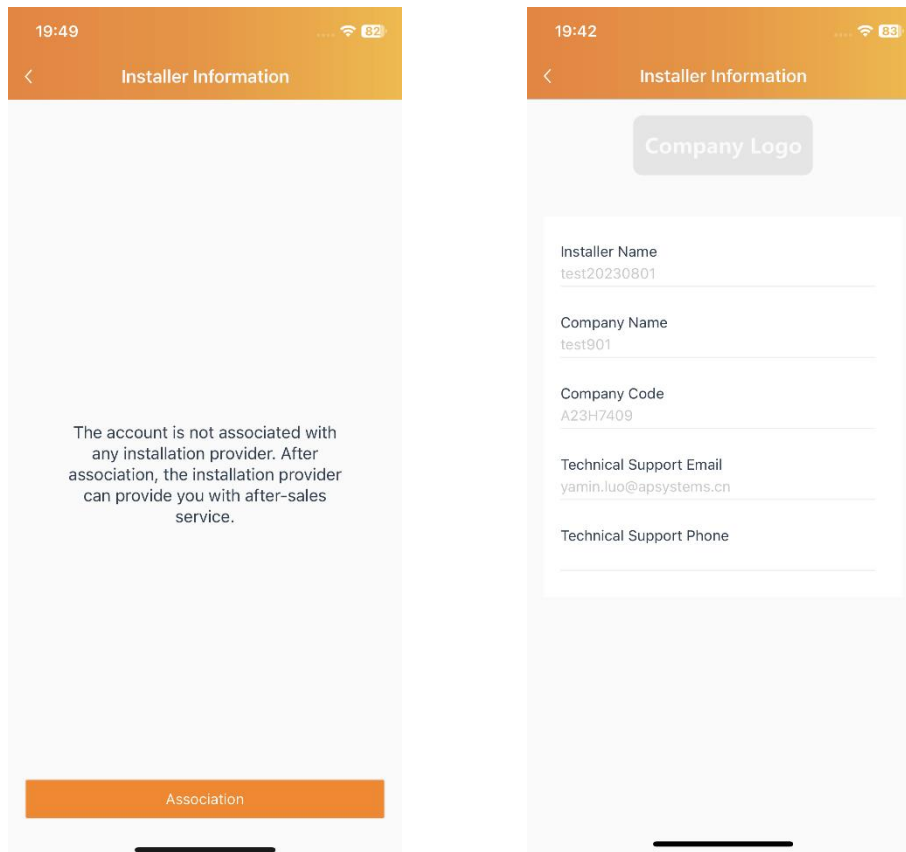 19:49
82
Installer Information
The account is not associated with
any installation provider. After
association, the installation provider
can provide you with after-sales
service.
Association
19:42
83
Installer Information
Company Logo
Installer Name
test20230801
Company Name
test901
Company Code
A23H7409
Technical Support Email
yamin.luo@apsystems.cn
Technical Support Phone